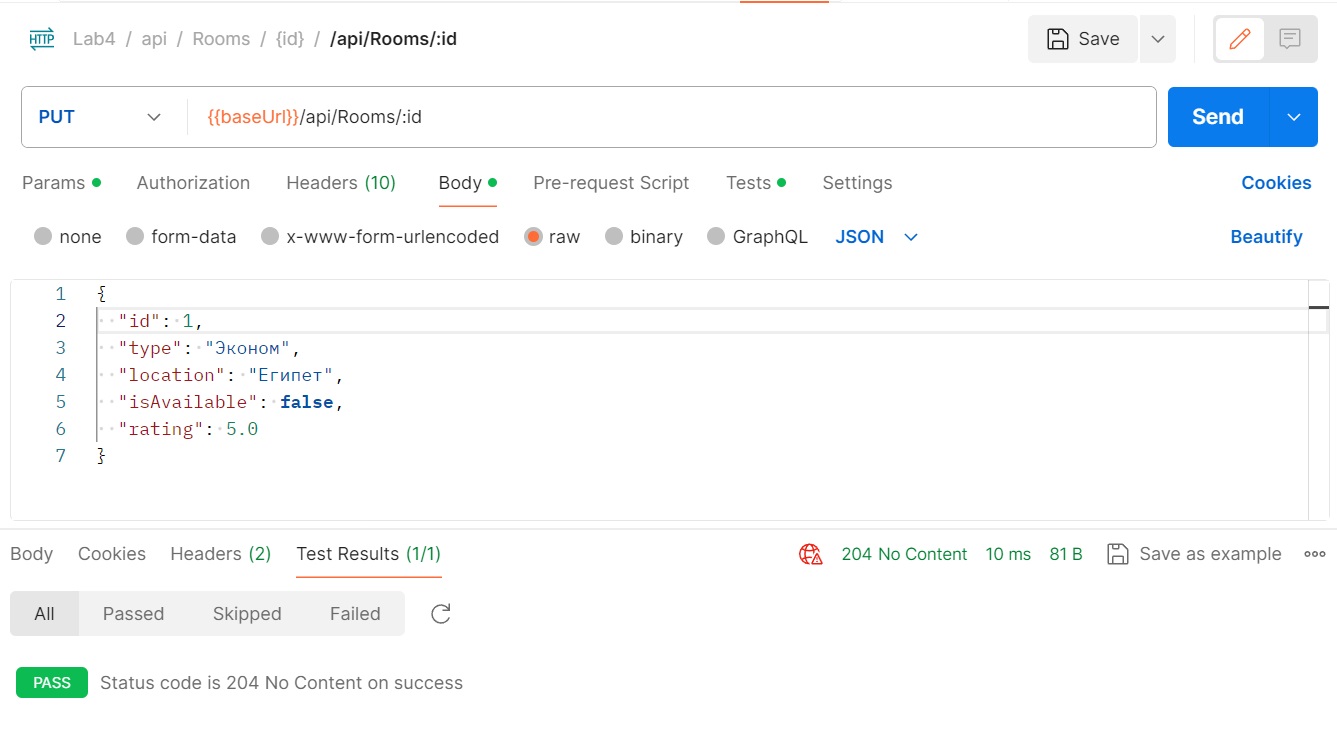 HTTP Lab4 / api / Rooms / {id} / /api/Rooms/:id Save
PUT {{baseUrl}}/api/Rooms/:id Send
Params Authorization Headers (10) Body Pre-request Script Tests Settings Cookies
none form-data x-www-form-urlencoded raw binary GraphQL JSON Beautify
1 {
2 "id": 1,
3 "type": "Эконом",
4 "location": "Египет",
5 "isAvailable": false,
6 "rating": 5.0
7 }
Body Cookies Headers (2) Test Results (1/1) 204 No Content 10 ms 81 B Save as example
All Passed Skipped Failed
PASS Status code is 204 No Content on success